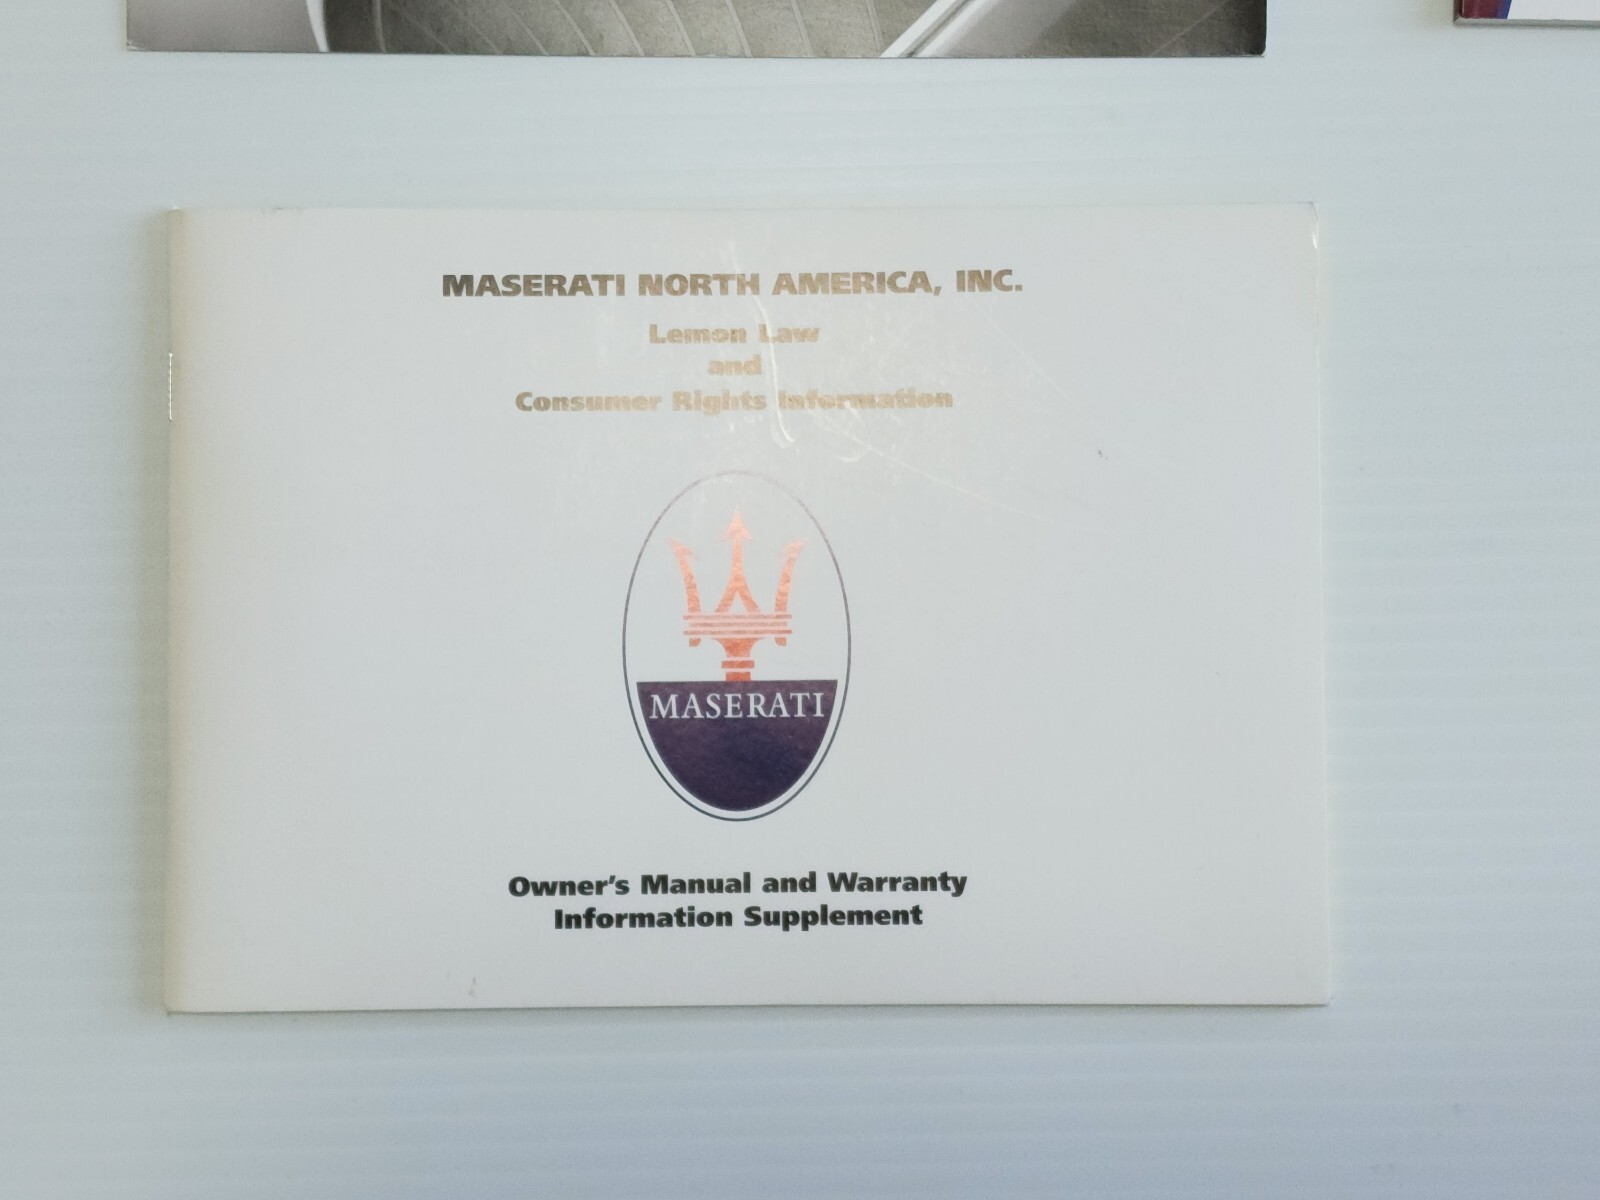 MASERATI NORTH AMERICA, INC.
Lemon Law
and
Consumer Rights Information
MASERATI
Owner's Manual and Warranty
Information Supplement